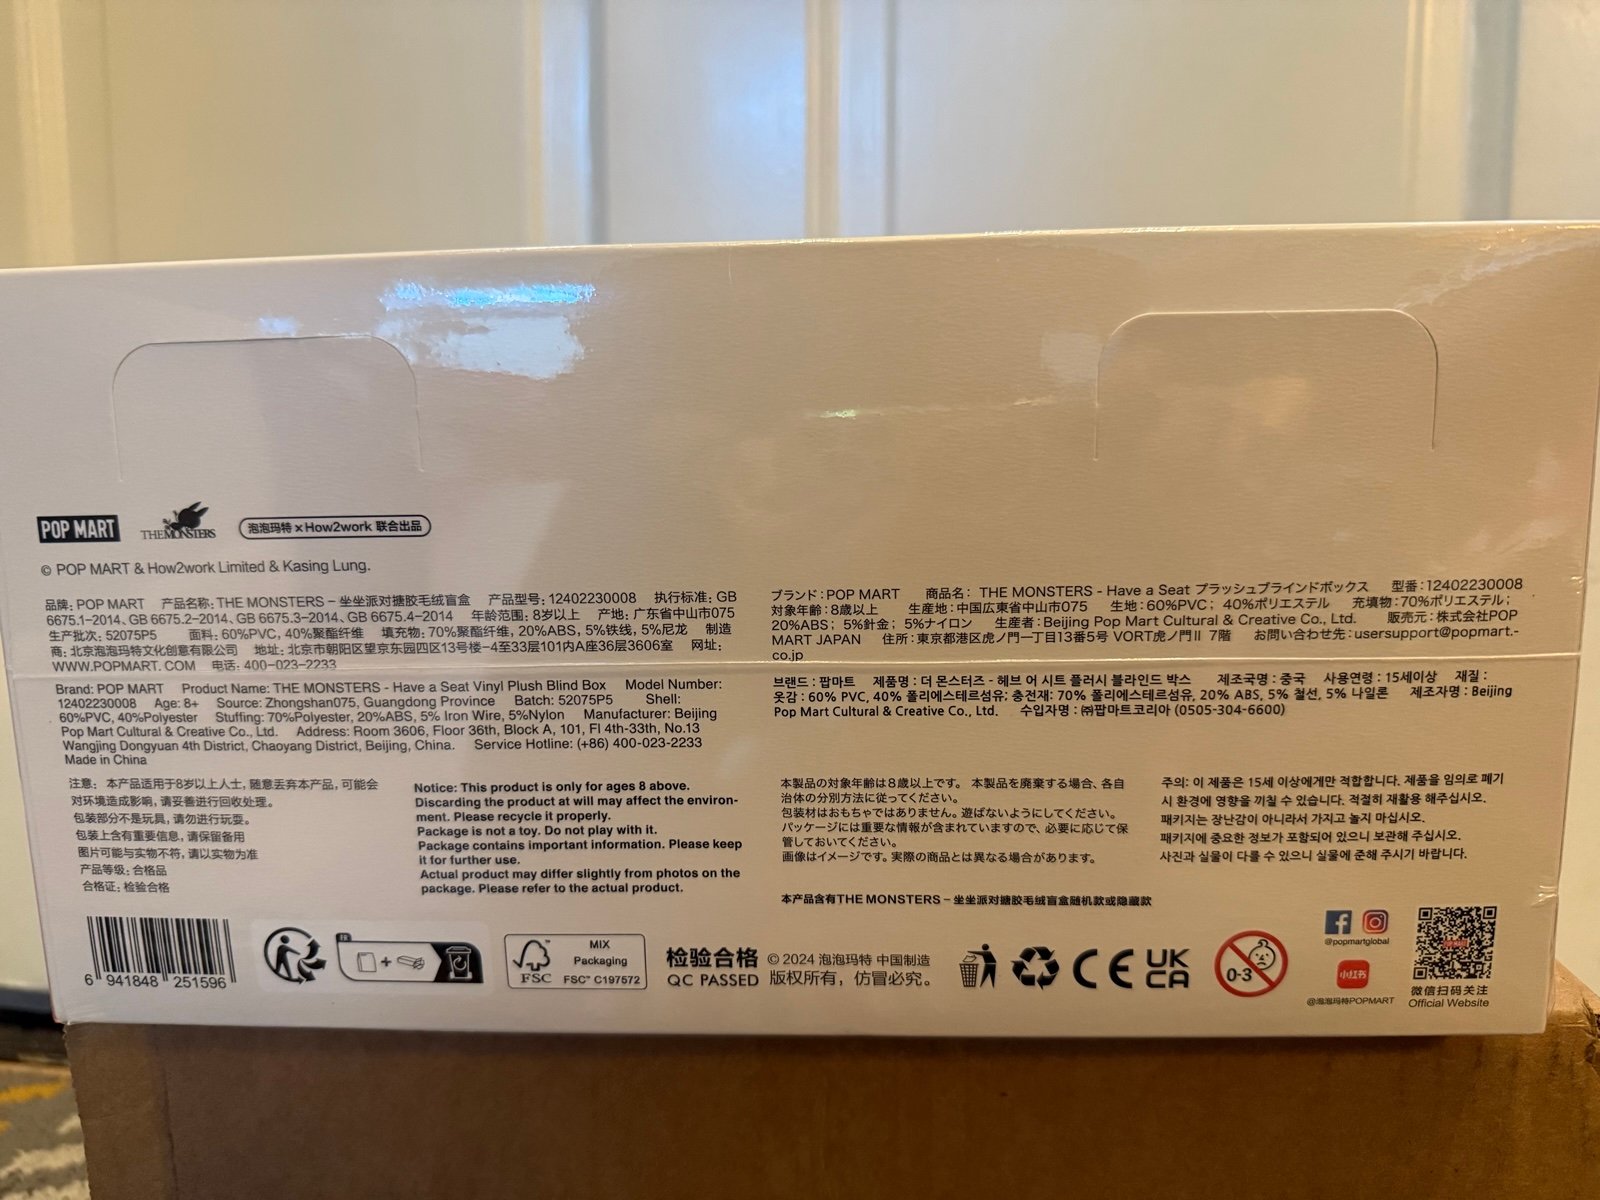 POP MART THE MONSTERS 泡泡玛特 × How2work 联合出品
© POP MART & How2work Limited & Kasing Lung.
品牌: POP MART 产品名称: THE MONSTERS – 坐坐派对搪胶毛绒盲盒 产品型号: 12402230008 执行标准: GB
6675.1–2014、GB 6675.2–2014、GB 6675.3–2014、GB 6675.4–2014 年龄范围: 8岁以上 产地: 广东省中山市075
生产批次: 52075P5 面料: 60%PVC, 40%聚酯纤维 填充物: 70%聚酯纤维, 20%ABS, 5%铁线, 5%尼龙 制造
商: 北京泡泡玛特文化创意有限公司 地址: 北京市朝阳区望京东园四区13号楼-4至33层101内A座36层3606室 网址:
WWW.POPMART.COM 电话: 400-023-2233
Brand: POP MART Product Name: THE MONSTERS - Have a Seat Vinyl Plush Blind Box Model Number:
12402230008 Age: 8+ Source: Zhongshan075, Guangdong Province Batch: 52075P5 Shell:
60%PVC, 40%Polyester Stuffing: 70%Polyester, 20%ABS, 5% Iron Wire, 5%Nylon Manufacturer: Beijing
Pop Mart Cultural & Creative Co., Ltd. Address: Room 3606, Floor 36th, Block A, 101, Fl 4th-33th, No.13
Wangjing Dongyuan 4th District, Chaoyang District, Beijing, China. Service Hotline: (+86) 400-023-2233
Made in China
ブランド: POP MART 商品名: THE MONSTERS - Have a Seat プラッシュブラインドボックス 型番: 12402230008
対象年齢: 8歳以上 生産地: 中国広東省中山市075 生地: 60%PVC; 40%ポリエステル 充填物: 70%ポリエステル;
20%ABS; 5%針金; 5%ナイロン 生産者: Beijing Pop Mart Cultural & Creative Co., Ltd. 販売元: 株式会社POP
MART JAPAN 住所: 東京都港区虎ノ門一丁目13番5号 VORT虎ノ門II 7階 お問い合わせ先: usersupport@popmart.-
co.jp
브랜드 : 팝마트 제품명 : 더 몬스터즈 - 헤브 어 시트 플러시 블라인드 박스 제조국명 : 중국 사용연령 : 15세이상 재질 :
옷감 : 60% PVC, 40% 폴리에스테르섬유; 충전재: 70% 폴리에스테르섬유, 20% ABS, 5% 철선, 5% 나일론 제조자명 : Beijing
Pop Mart Cultural & Creative Co., Ltd. 수입자명 : ㈜팝마트코리아 (0505-304-6600)
注意: 本产品适用于8岁以上人士, 随意丢弃本产品, 可能会
对环境造成影响, 请妥善进行回收处理。
包装部分不是玩具, 请勿进行玩耍。
包装上含有重要信息, 请保留备用
图片可能与实物不符, 请以实物为准
产品等级: 合格品
合格证: 检验合格
Notice: This product is only for ages 8 above.
Discarding the product at will may affect the environ-
ment. Please recycle it properly.
Package is not a toy. Do not play with it.
Package contains important information. Please keep
it for further use.
Actual product may differ slightly from photos on the
package. Please refer to the actual product.
本製品の対象年齢は8歳以上です。 本製品を廃棄する場合、各自
治体の分別方法に従ってください。
包装材はおもちゃではありません。遊ばないようにしてください。
パッケージには重要な情報が含まれていますので、必要に応じて保
管しておいてください。
画像はイメージです。実際の商品とは異なる場合があります。
주의: 이 제품은 15세 이상에게만 적합합니다. 제품을 임의로 폐기
시 환경에 영향을 끼칠 수 있습니다. 적절히 재활용 해주십시오.
패키지는 장난감이 아니라서 가지고 놀지 마십시오.
패키지에 중요한 정보가 포함되어 있으니 보관해 주십시오.
사진과 실물이 다를 수 있으니 실물에 준해 주시기 바랍니다.
本产品含有THE MONSTERS – 坐坐派对搪胶毛绒盲盒随机款或隐藏款
6 941848 251596
FR
FSC
MIX
Packaging
FSC™ C197572
检验合格
QC PASSED
© 2024 泡泡玛特 中国制造
版权所有，仿冒必究。
CE
UK
CA
0-3
@popmartglobal
小红书
@泡泡玛特POPMART
POP MART
微信扫码关注
Official Website